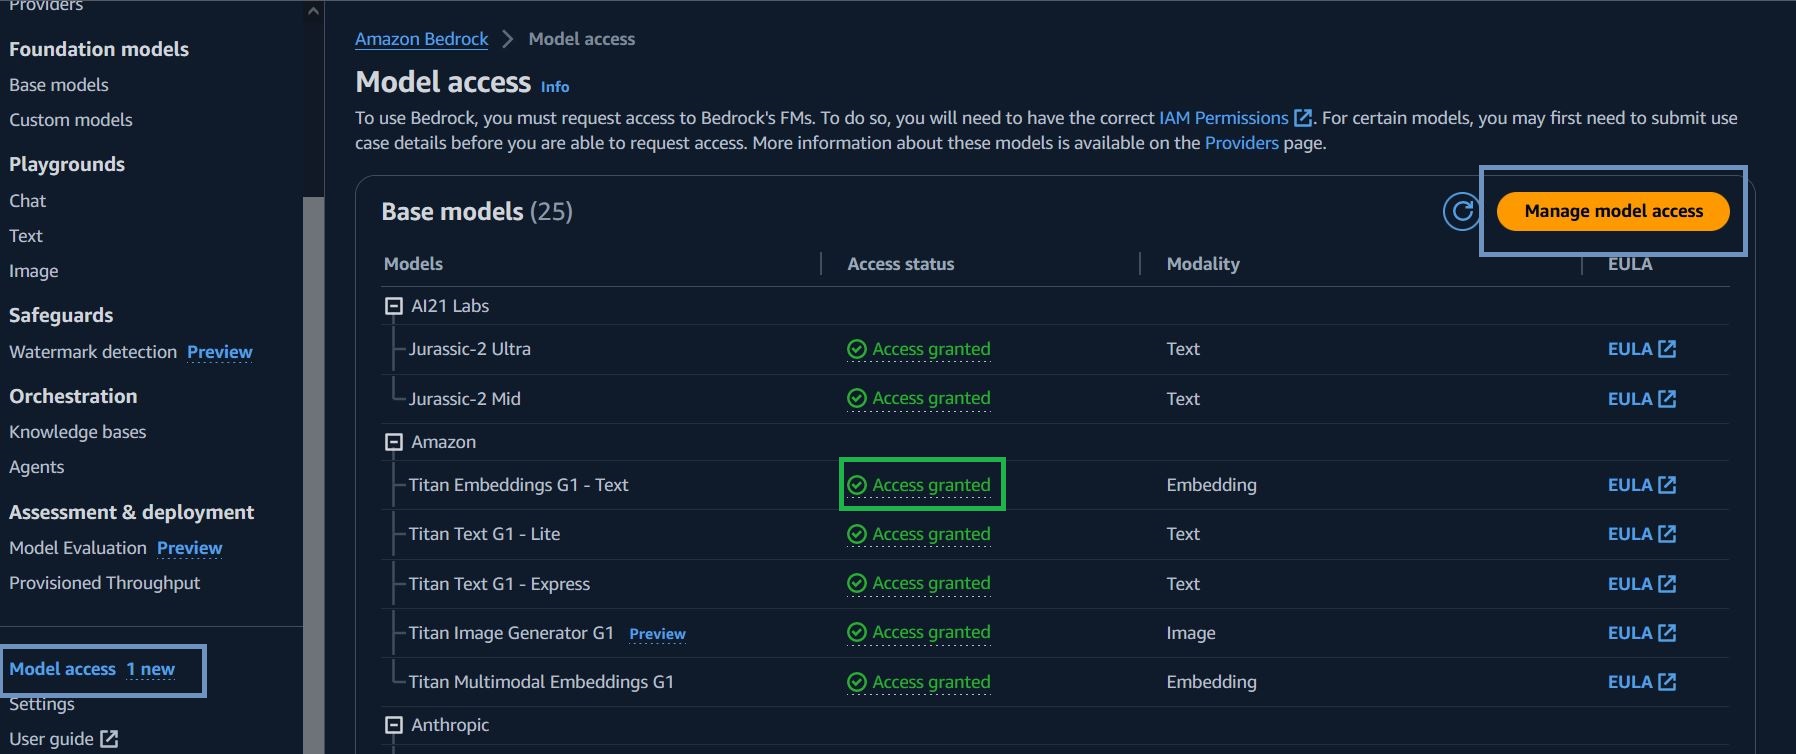 Providers
Foundation models
Base models
Custom models
Playgrounds
Chat
Text
Image
Safeguards
Watermark detection Preview
Orchestration
Knowledge bases
Agents
Assessment & deployment
Model Evaluation Preview
Provisioned Throughput
Model access 1 new
Settings
User guide
Amazon Bedrock Model access
Model access Info
To use Bedrock, you must request access to Bedrock's FMs. To do so, you will need to have the correct IAM Permissions . For certain models, you may first need to submit use
case details before you are able to request access. More information about these models is available on the Providers page.
Base models (25) Manage model access
Models Access status Modality EULA
AI21 Labs
Jurassic-2 Ultra Access granted Text EULA
Jurassic-2 Mid Access granted Text EULA
Amazon
Titan Embeddings G1 - Text Access granted Embedding EULA
Titan Text G1 - Lite Access granted Text EULA
Titan Text G1 - Express Access granted Text EULA
Titan Image Generator G1 Preview Access granted Image EULA
Titan Multimodal Embeddings G1 Access granted Embedding EULA
Anthropic